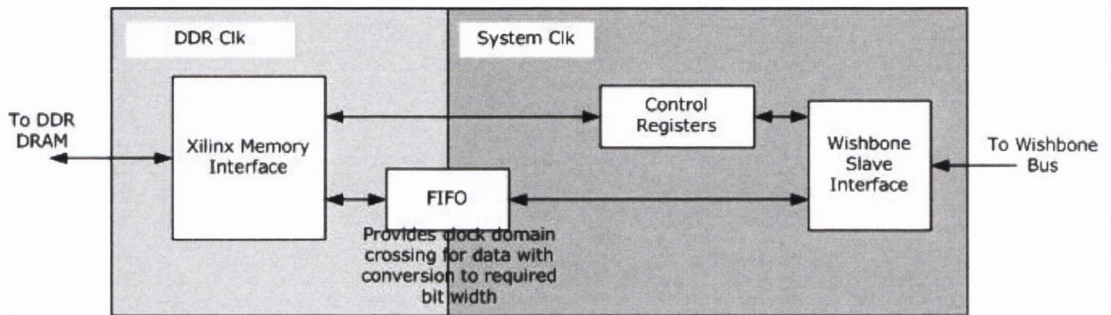 DDR Clk
System Clk
To DDR
DRAM
Xilinx Memory
Interface
Control
Registers
Wishbone
Slave
Interface
To Wishbone
Bus
FIFO
Provides clock domain
crossing for data with
conversion to required
bit width